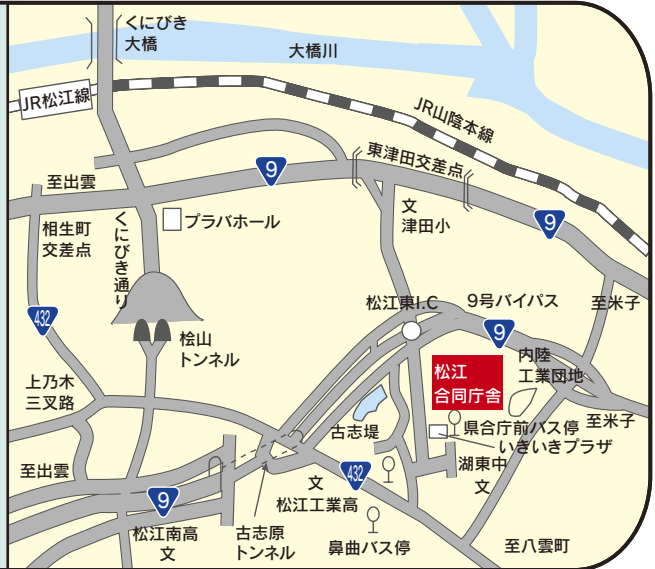 くにびき
大橋
大橋川
JR松江線
JR山陰本線
東津田交差点
9
至出雲
9
相生町
交差点
くにびき通り
プラバホール
文
津田小
432
松江東I.C
9号バイパス
至米子
9
桧山
トンネル
松江
合同庁舎
内陸
工業団地
上乃木
三叉路
至米子
古志堤
県合庁前バス停
いきいきプラザ
至出雲
湖東中
文
432
文
松江工業高
9
松江南高
文
古志原
トンネル
鼻曲バス停
至八雲町